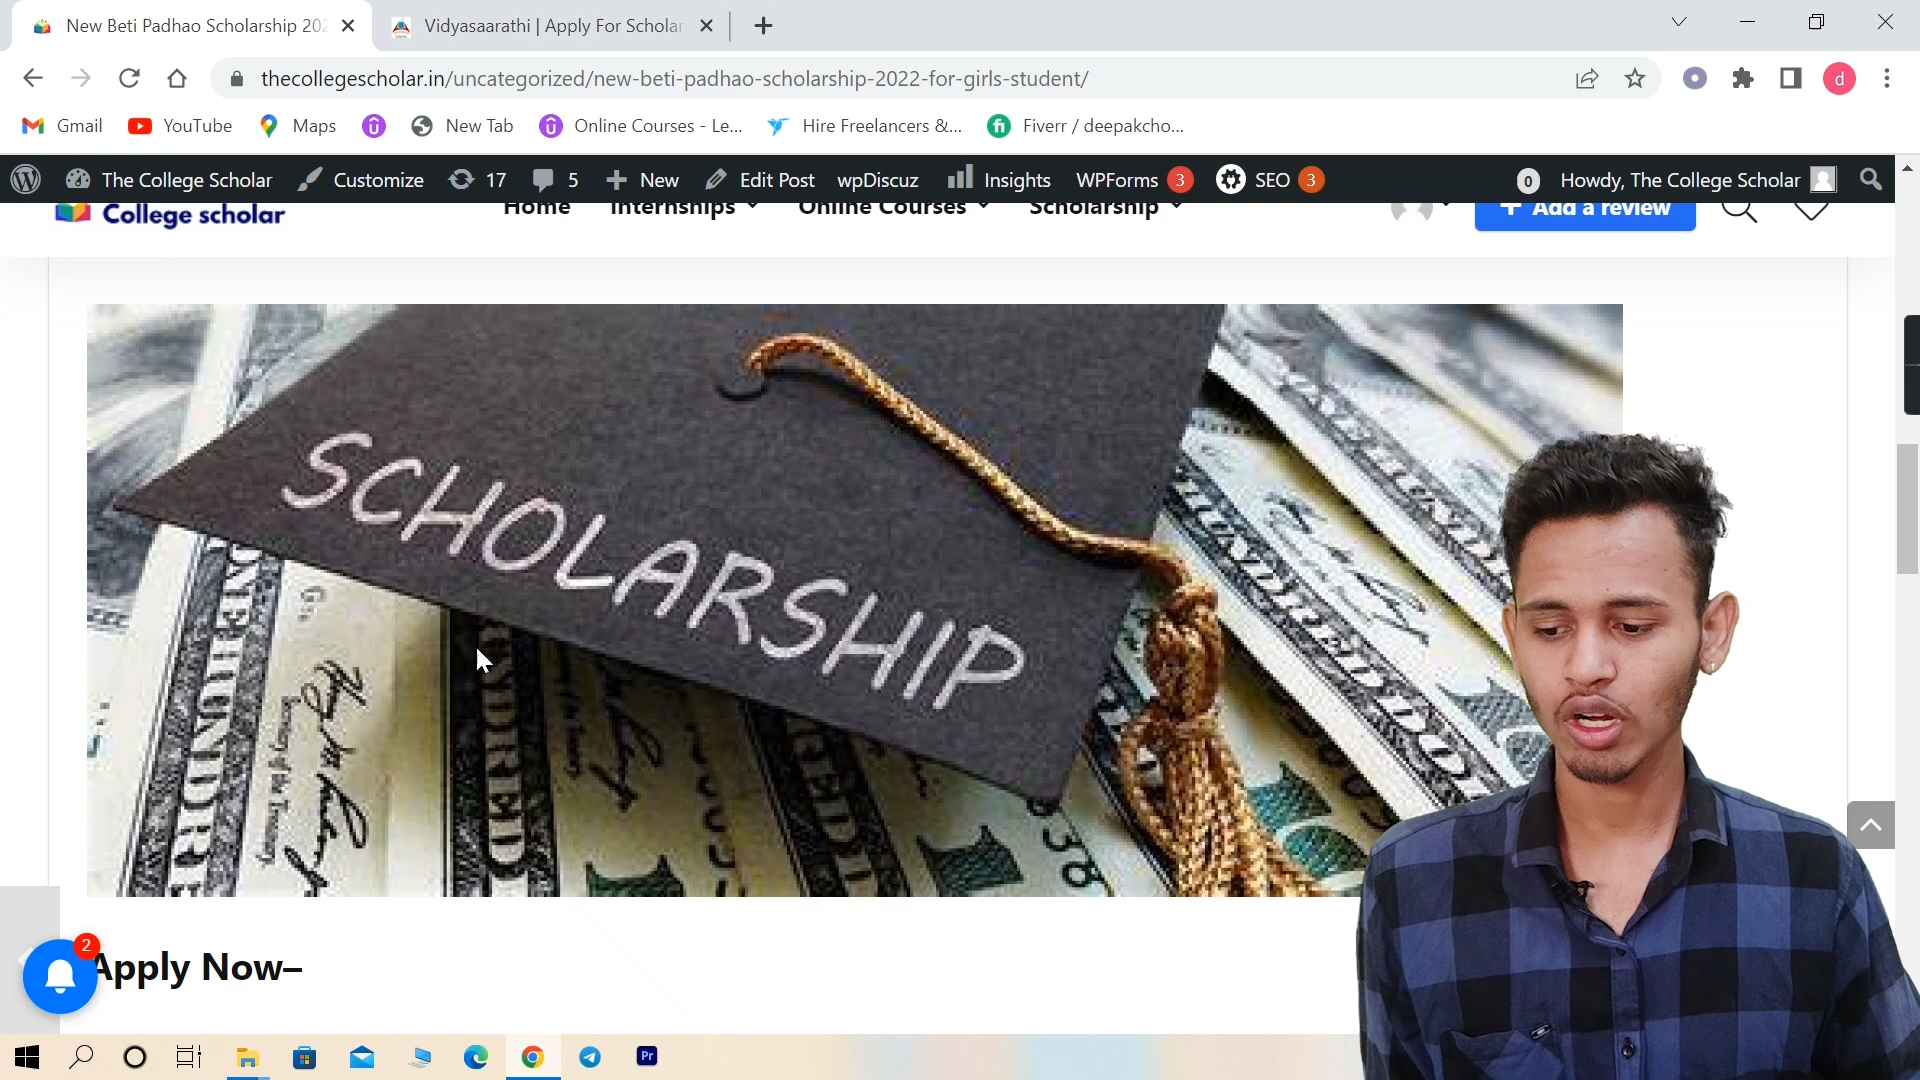 New Beti Padhao Scholarship 202
Vidyasaarathi | Apply For Scholar
thecollegescholar.in/uncategorized/new-beti-padhao-scholarship-2022-for-girls-student/
d
Gmail YouTube Maps New Tab Online Courses - Le... Hire Freelancers &... Fiverr / deepakcho...
The College Scholar Customize 17 5 New Edit Post wpDiscuz Insights WPForms 3 SEO 3 0 Howdy, The College Scholar
College scholar Home Internships Online Courses Scholarship + Add a review
SCHOLARSHIP
Apply Now–
2
Pr